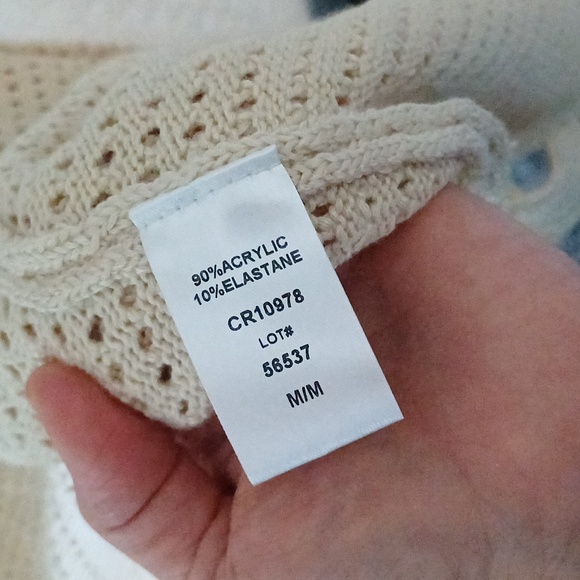 90%ACRYLIC
10%ELASTANE
CR10978
LOT#
56537
M/M